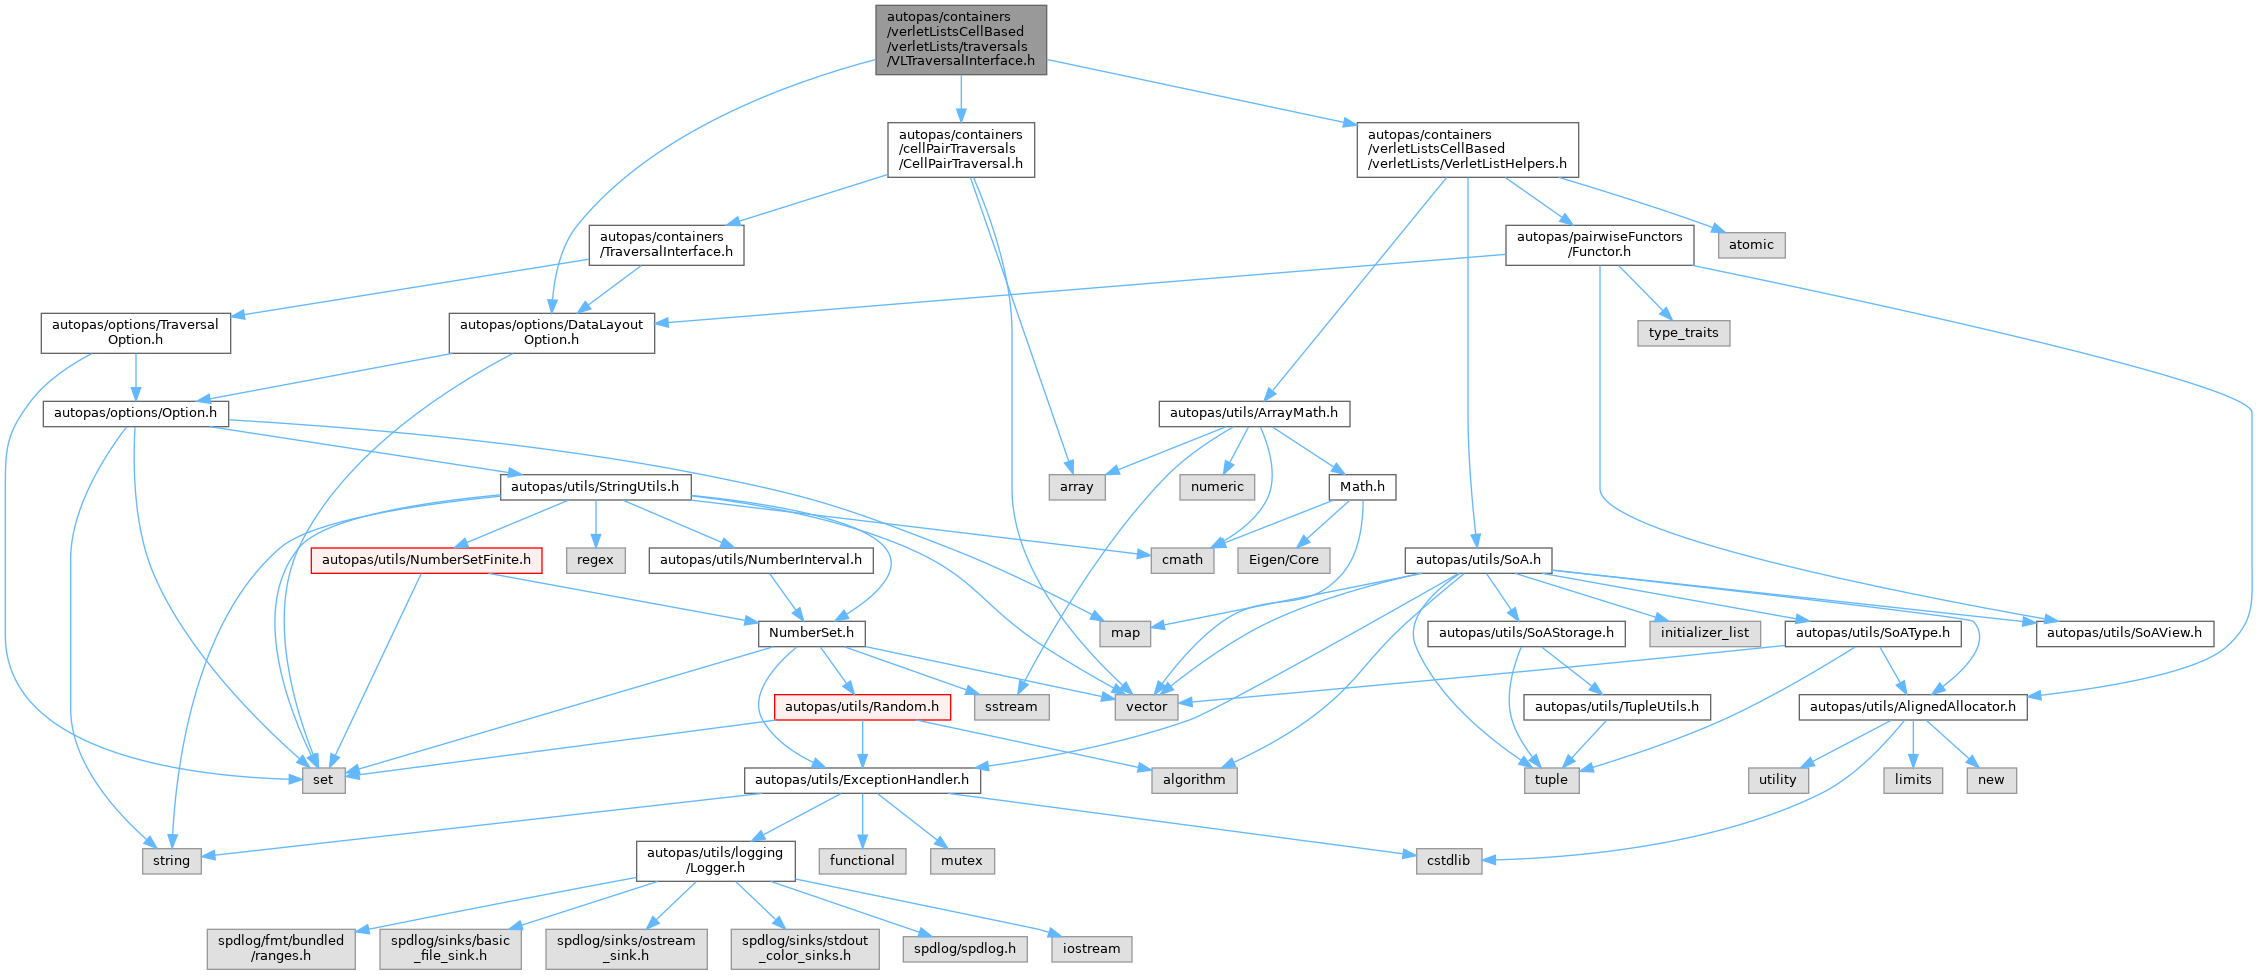 autopas/containers
/verletListsCellBased
/verletLists/traversals
/VLTraversalInterface.h
autopas/containers
/cellPairTraversals
/CellPairTraversal.h
autopas/containers
/verletListsCellBased
/verletLists/VerletListHelpers.h
autopas/containers
/TraversalInterface.h
autopas/pairwiseFunctors
/Functor.h
atomic
autopas/options/Traversal
Option.h
autopas/options/DataLayout
Option.h
type_traits
autopas/options/Option.h
autopas/utils/ArrayMath.h
autopas/utils/StringUtils.h
array
numeric
Math.h
autopas/utils/NumberSetFinite.h
regex
autopas/utils/NumberInterval.h
cmath
Eigen/Core
autopas/utils/SoA.h
NumberSet.h
map
autopas/utils/SoAStorage.h
initializer_list
autopas/utils/SoAType.h
autopas/utils/SoAView.h
autopas/utils/Random.h
sstream
vector
autopas/utils/TupleUtils.h
autopas/utils/AlignedAllocator.h
set
autopas/utils/ExceptionHandler.h
algorithm
tuple
utility
limits
new
string
autopas/utils/logging
/Logger.h
functional
mutex
cstdlib
spdlog/fmt/bundled
/ranges.h
spdlog/sinks/basic
_file_sink.h
spdlog/sinks/ostream
_sink.h
spdlog/sinks/stdout
_color_sinks.h
spdlog/spdlog.h
iostream